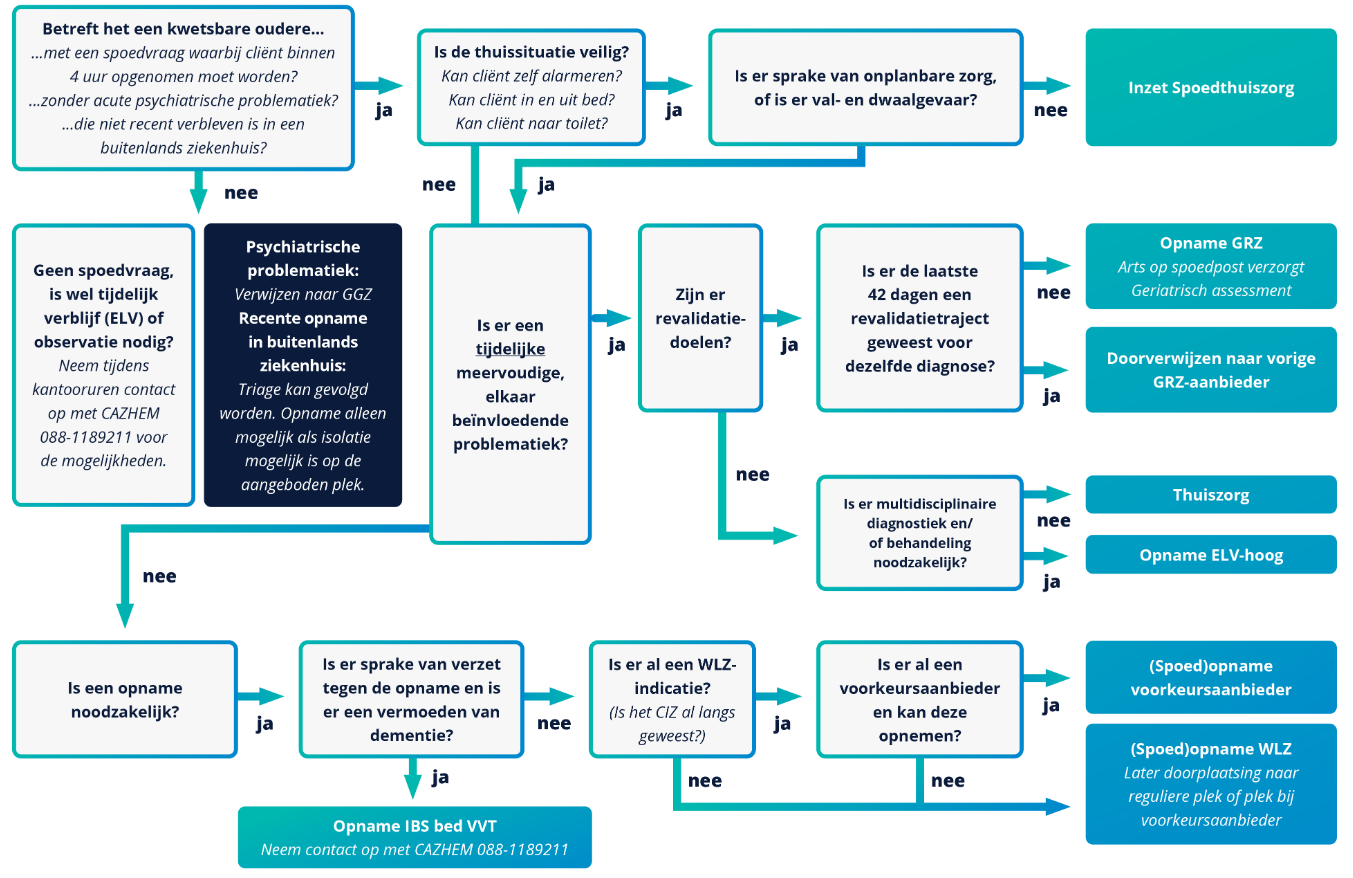 Betreft het een kwetsbare oudere...
...met een spoedvraag waarbij cliënt binnen
4 uur opgenomen moet worden?
...zonder acute psychiatrische problematiek?
...die niet recent verbleven is in een
buitenlands ziekenhuis?
ja
Is de thuissituatie veilig?
Kan cliënt zelf alarmeren?
Kan cliënt in en uit bed?
Kan cliënt naar toilet?
ja
Is er sprake van onplanbare zorg,
of is er val- en dwaalgevaar?
nee
Inzet Spoedthuiszorg
nee
nee
ja
Geen spoedvraag,
is wel tijdelijk
verblijf (ELV) of
observatie nodig?
Neem tijdens
kantooruren contact
op met CAZHEM
088-1189211 voor
de mogelijkheden.
Psychiatrische
problematiek:
Verwijzen naar GGZ
Recente opname
in buitenlands
ziekenhuis:
Triage kan gevolgd
worden. Opname alleen
mogelijk als isolatie
mogelijk is op de
aangeboden plek.
Is er een
tijdelijke
meervoudige,
elkaar
beïnvloedende
problematiek?
ja
Zijn er
revalidatie-
doelen?
ja
Is er de laatste
42 dagen een
revalidatietraject
geweest voor
dezelfde diagnose?
nee
Opname GRZ
Arts op spoedpost verzorgt
Geriatrisch assessment
ja
Doorverwijzen naar vorige
GRZ-aanbieder
nee
Is er multidisciplinaire
diagnostiek en/
of behandeling
noodzakelijk?
nee
Thuiszorg
ja
Opname ELV-hoog
nee
Is een opname
noodzakelijk?
ja
Is er sprake van verzet
tegen de opname en is
er een vermoeden van
dementie?
nee
Is er al een WLZ-
indicatie?
(Is het CIZ al langs
geweest?)
ja
Is er al een
voorkeursaanbieder
en kan deze
opnemen?
ja
(Spoed)opname
voorkeursaanbieder
ja
nee
nee
(Spoed)opname WLZ
Later doorplaatsing naar
reguliere plek of plek bij
voorkeursaanbieder
Opname IBS bed VVT
Neem contact op met CAZHEM 088-1189211